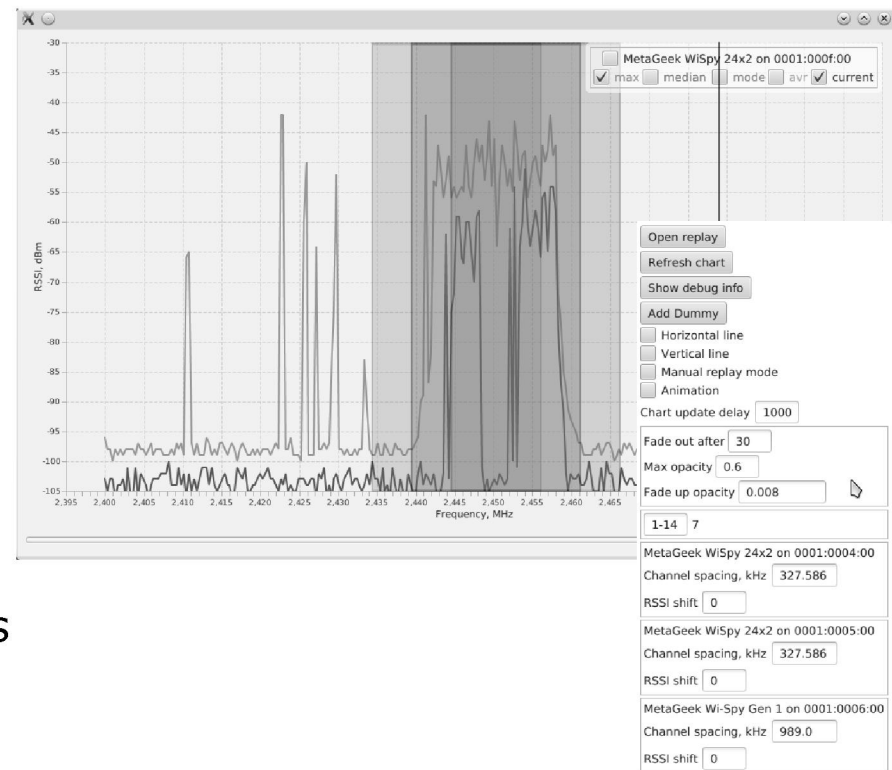 MetaGeek WiSpy 24x2 on 0001:000f:00
max median mode avr current
-30
-35
-40
-45
-50
-55
-60
-65
-70
-75
-80
-85
-90
-95
-100
-105
RSSI, dBm
2,395 2,400 2,405 2,410 2,415 2,420 2,425 2,430 2,435 2,440 2,445 2,450 2,455 2,460 2,465
Frequency, MHz
Open replay
Refresh chart
Show debug info
Add Dummy
Horizontal line
Vertical line
Manual replay mode
Animation
Chart update delay 1000
Fade out after 30
Max opacity 0.6
Fade up opacity 0.008
1-14 7
MetaGeek WiSpy 24x2 on 0001:0004:00
Channel spacing, kHz 327.586
RSSI shift 0
MetaGeek WiSpy 24x2 on 0001:0005:00
Channel spacing, kHz 327.586
RSSI shift 0
MetaGeek Wi-Spy Gen 1 on 0001:0006:00
Channel spacing, kHz 989.0
RSSI shift 0
s